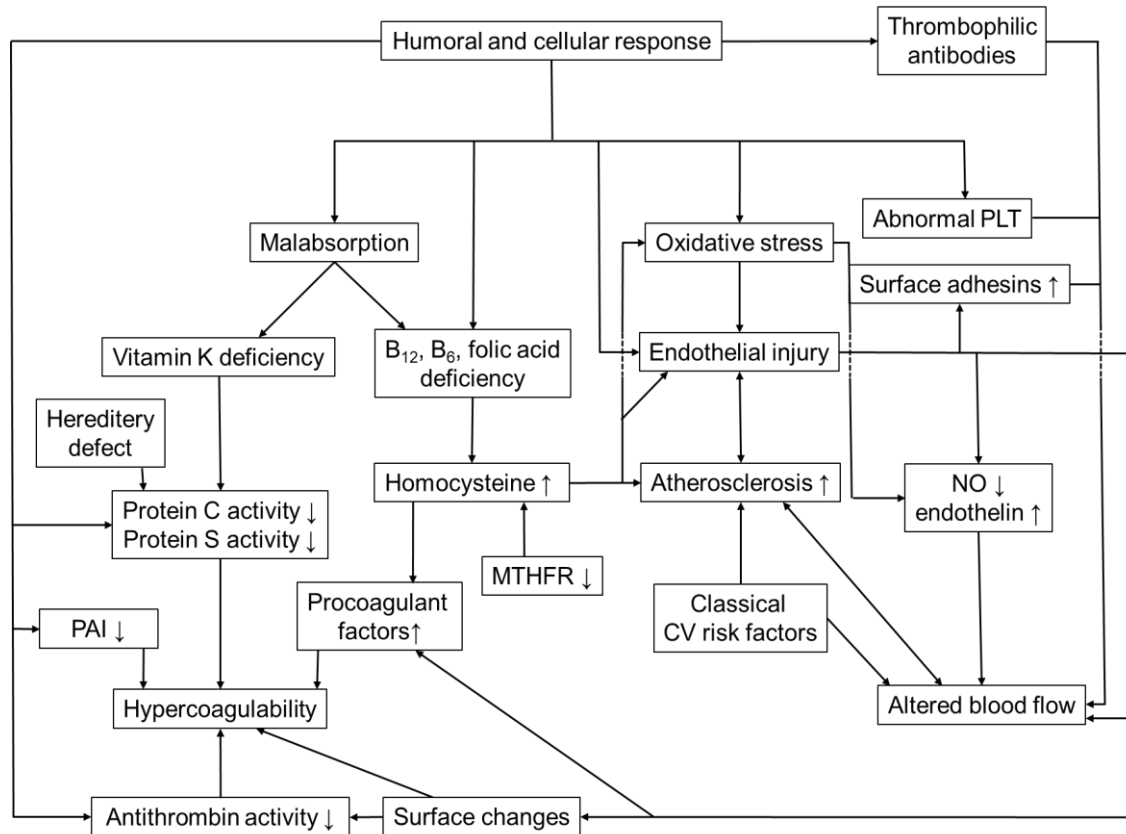 Humoral and cellular response
Thrombophilic
antibodies
Abnormal PLT
Malabsorption
Oxidative stress
Surface adhesins ↑
Vitamin K deficiency
B₁₂, B₆, folic acid
deficiency
Endothelial injury
Hereditery
defect
Homocysteine ↑
Atherosclerosis ↑
NO ↓
endothelin ↑
Protein C activity ↓
Protein S activity ↓
MTHFR ↓
Procoagulant
factors↑
Classical
CV risk factors
PAI ↓
Hypercoagulability
Altered blood flow
Antithrombin activity ↓
Surface changes